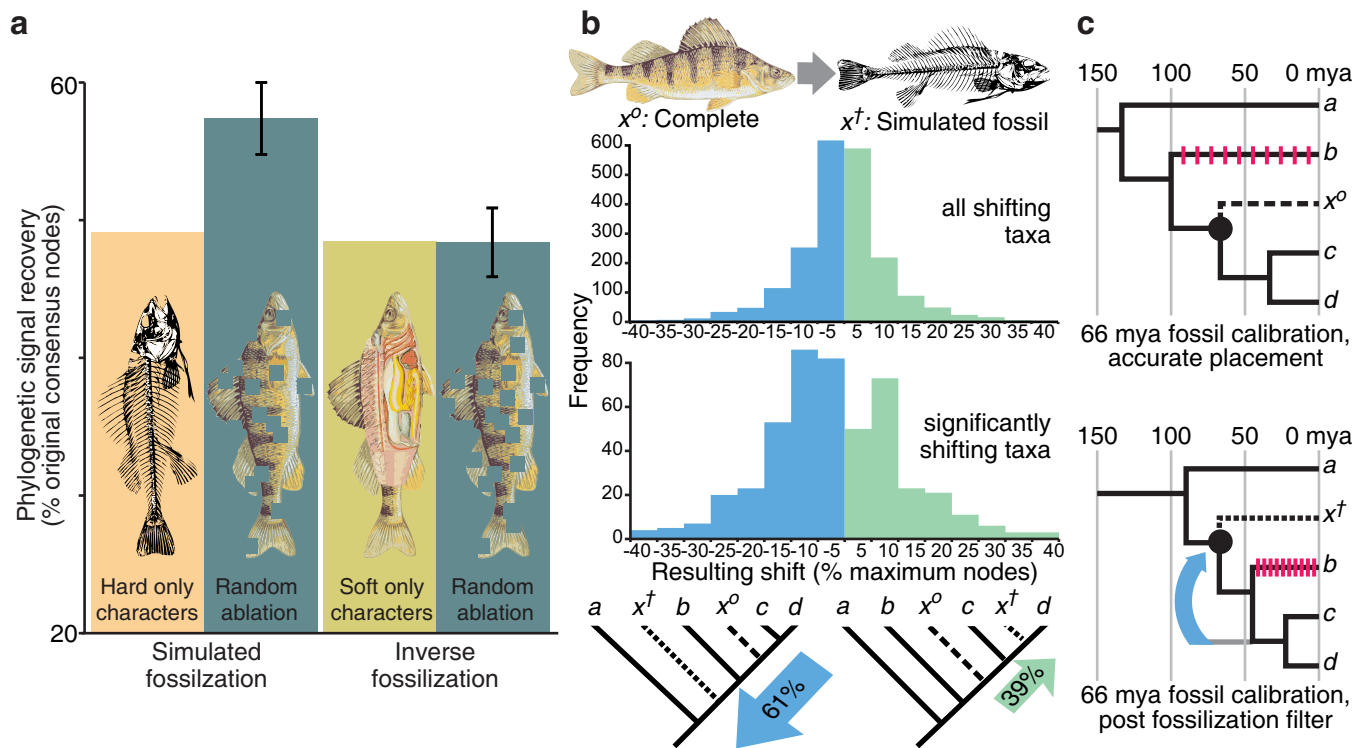 a
60
20
Phylogenetic signal recovery
(% original consensus nodes)
Hard only
characters
Random
ablation
Soft only
characters
Random
ablation
Simulated
fossilzation
Inverse
fossilization
b
xº: Complete
x†: Simulated fossil
600
500
400
300
200
100
0
all shifting
taxa
-40 -35 -30 -25 -20 -15 -10 -5 5 10 15 20 25 30 35 40
Frequency
80
60
40
20
0
significantly
shifting taxa
-40 -35 -30 -25 -20 -15 -10 -5 5 10 15 20 25 30 35 40
Resulting shift (% maximum nodes)
a x† b xº c d
61%
a b xº c x† d
39%
c
150 100 50 0 mya
a
b
xº
c
d
66 mya fossil calibration,
accurate placement
150 100 50 0 mya
a
x†
b
c
d
66 mya fossil calibration,
post fossilization filter